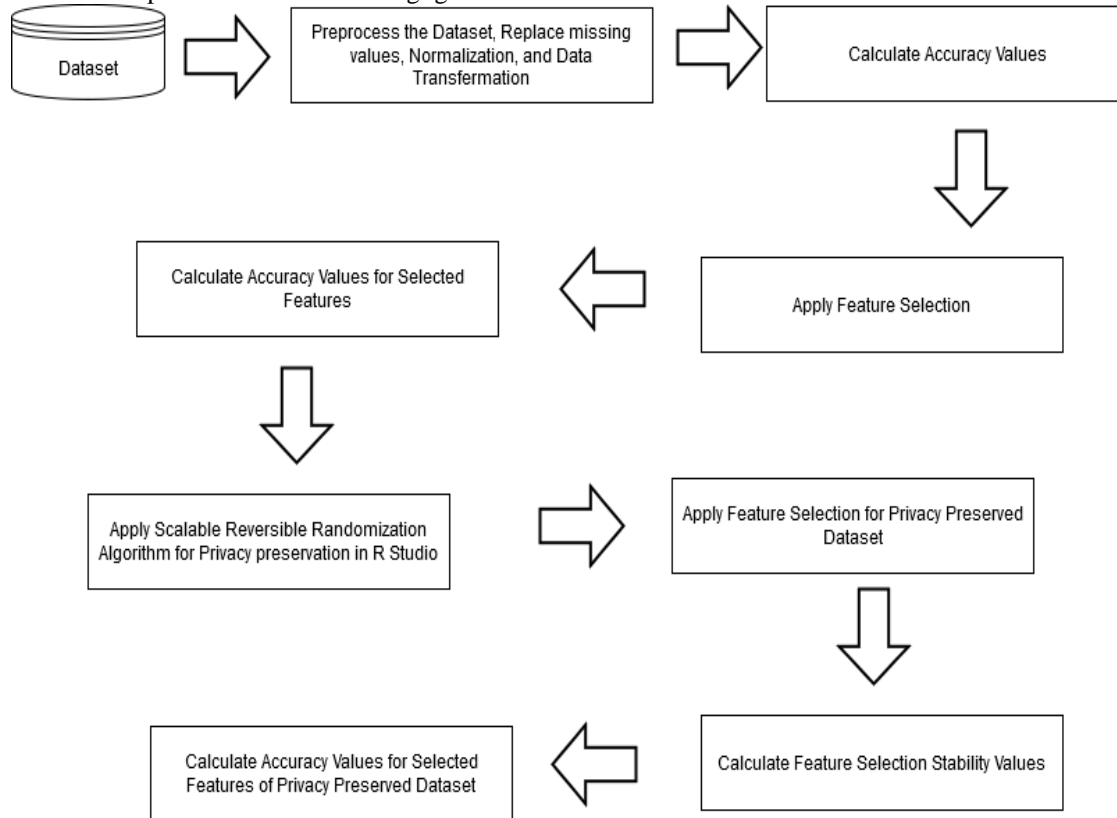 Dataset
Preprocess the Dataset, Replace missing
values, Normalization, and Data
Transfermation
Calculate Accuracy Values
Apply Feature Selection
Calculate Accuracy Values for Selected
Features
Apply Scalable Reversible Randomization
Algorithm for Privacy preservation in R Studio
Apply Feature Selection for Privacy Preserved
Dataset
Calculate Feature Selection Stability Values
Calculate Accuracy Values for Selected
Features of Privacy Preserved Dataset